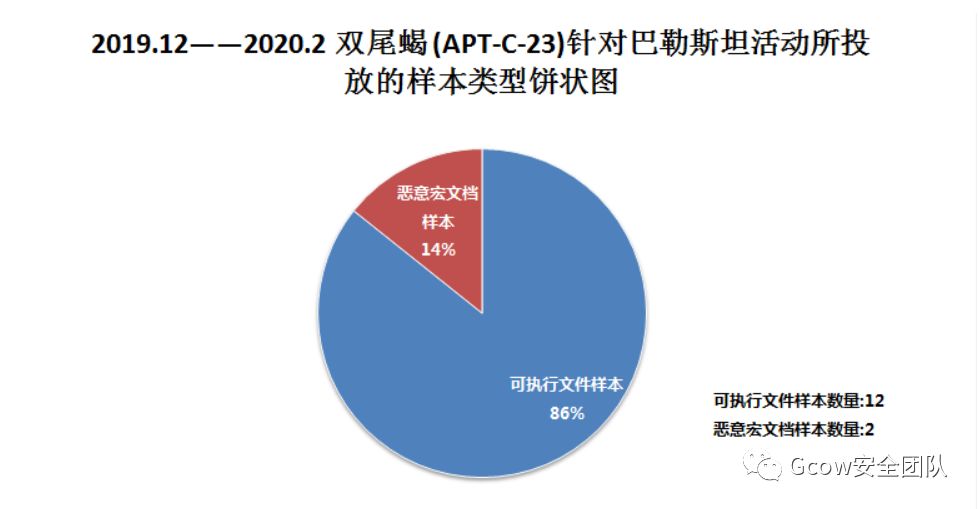 2019.12——2020.2 双尾蝎(APT-C-23)针对巴勒斯坦活动所投
放的样本类型饼状图
恶意宏文档
样本
14%
可执行文件样本
86%
可执行文件样本数量:12
恶意宏文档样本数量:2
Gcow安全团队